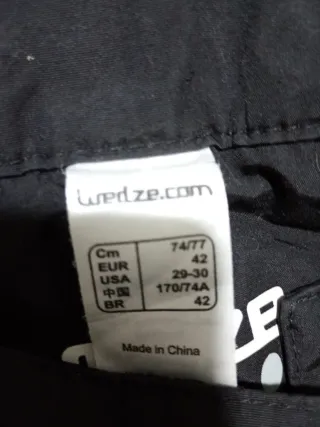 wedze.com
Cm 74/77
EUR 42
USA 29-30
中国 170/74A
BR 42
Made in China